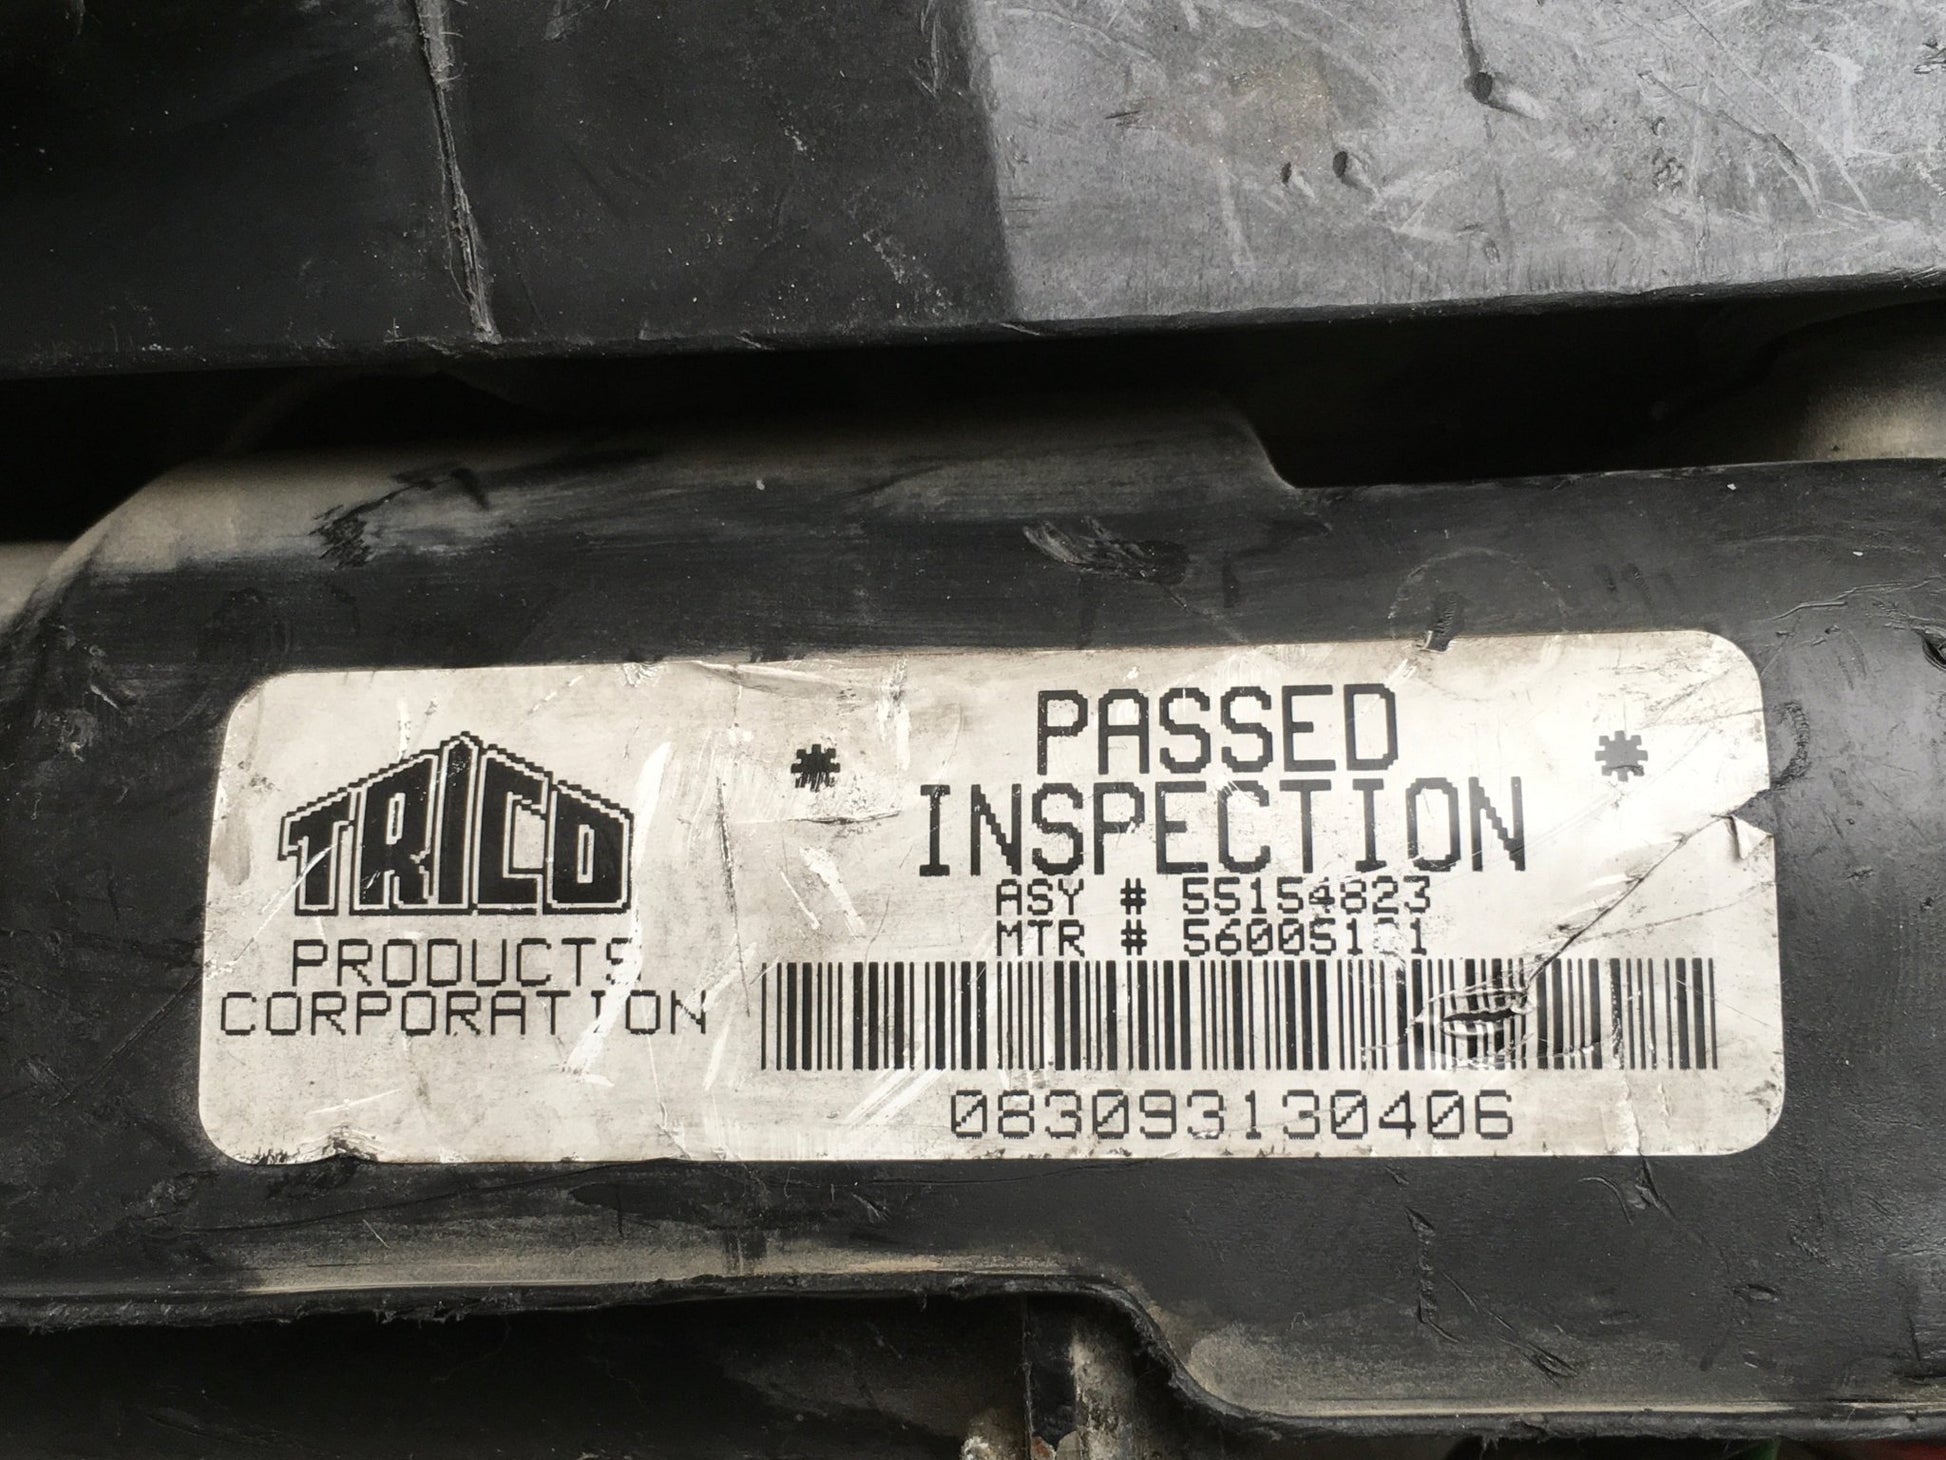 TRICO
PRODUCTS
CORPORATION
* PASSED *
INSPECTION
ASY # 55154823
MTR #
083093130406